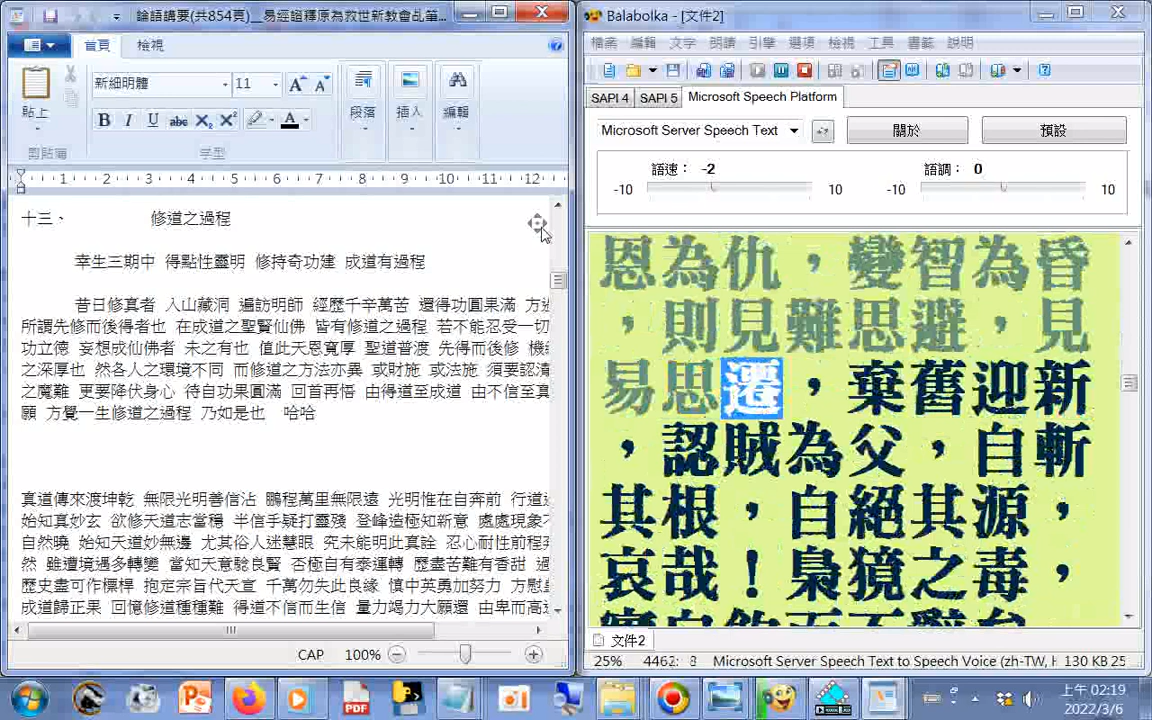 論語講要(共854頁)__易經證釋原為救世新教會乩筆...
首頁
檢視
貼上
新細明體
11
B I U abc X₂ X²
A
段落
插入
編輯
剪貼簿
字型
1 2 3 4 5 6 7 8 9 10 11 12
十三、 修道之過程
幸生三期中 得點性靈明 修持奇功建 成道有過程
昔日修真者 入山藏洞 遍訪明師 經歷千辛萬苦 還得功圓果滿 方
所謂先修而後得者也 在成道之聖賢仙佛 皆有修道之過程 若不能忍受一切
功立德 妄想成仙佛者 未之有也 值此天恩寬厚 聖道普渡 先得而後修 機
之深厚也 然各人之環境不同 而修道之方法亦異 或財施 或法施 須要認清
之魔難 更要降伏身心 待自功果圓滿 回首再悟 由得道至成道 由不信至真
願 方覺一生修道之過程 乃如是也 哈哈
真道傳來渡坤乾 無限光明善信沾 鵬程萬里無限遠 光明惟在自奔前 行道
始知真妙玄 欲修天道志當穩 半信半疑打靈殘 登峰造極知新意 處處現象
自然曉 始知天道妙無邊 尤其俗人迷慧眼 究未能明此真詮 忍心耐性前程
然 雖遭境遇多轉變 當知天意驗良賢 否極自有泰運轉 歷盡苦難有香甜
歷史盡可作標桿 抱定宗旨代天宣 千萬勿失此良緣 慎中英勇加努力 方慰
成道歸正果 回憶修道種種難 得道不信而生信 量力竭力大願還 由卑而高
CAP 100%
Balabolka - [文件2]
檔案 編輯 文字 朗讀 引擎 選項 檢視 工具 書籤 說明
SAPI 4 SAPI 5 Microsoft Speech Platform
Microsoft Server Speech Text
關於
預設
語速： -2
語調： 0
-10 10 -10 10
恩為仇，變智為昏
，則見難思避，見
易思遷，棄舊迎新
，認賊為父，自斬
其根，自絕其源，
哀哉！梟獍之毒，
文件2
25% 4462: 8 Microsoft Server Speech Text to Speech Voice (zh-TW, H 130 KB 25
上午 02:19
2022/3/6